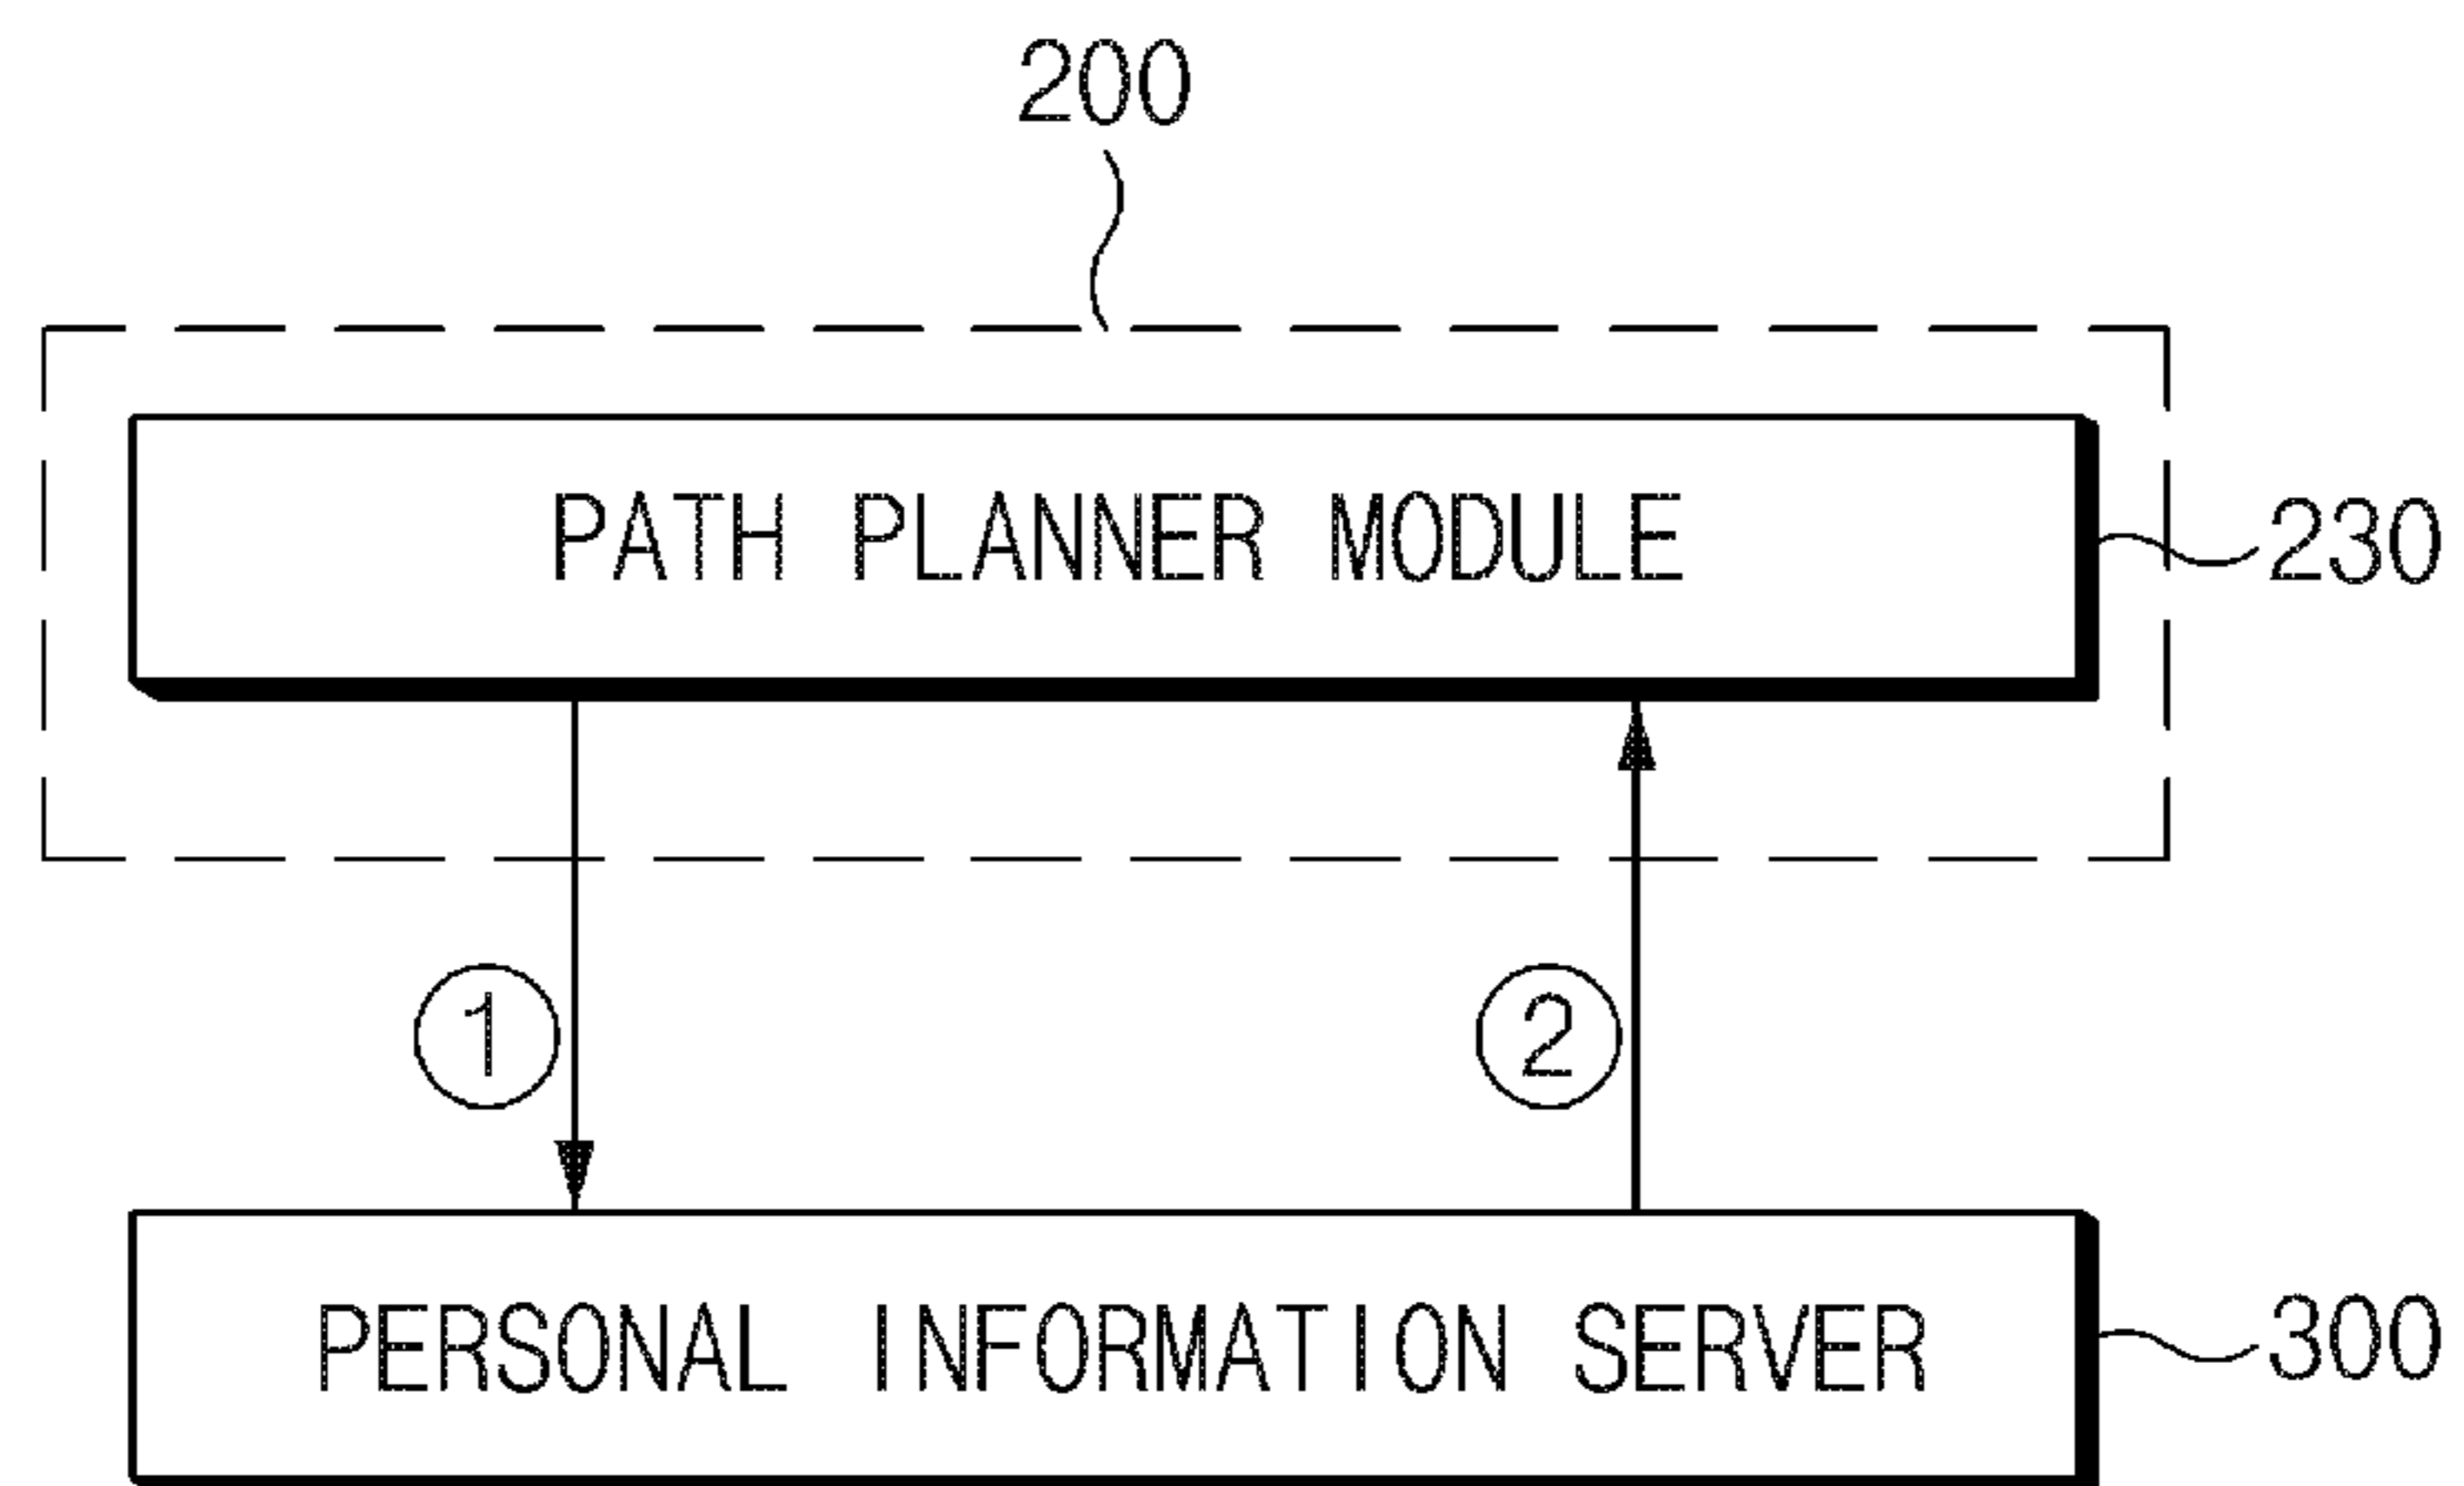 200
PATH PLANNER MODULE
230
1
2
PERSONAL INFORMATION SERVER
300